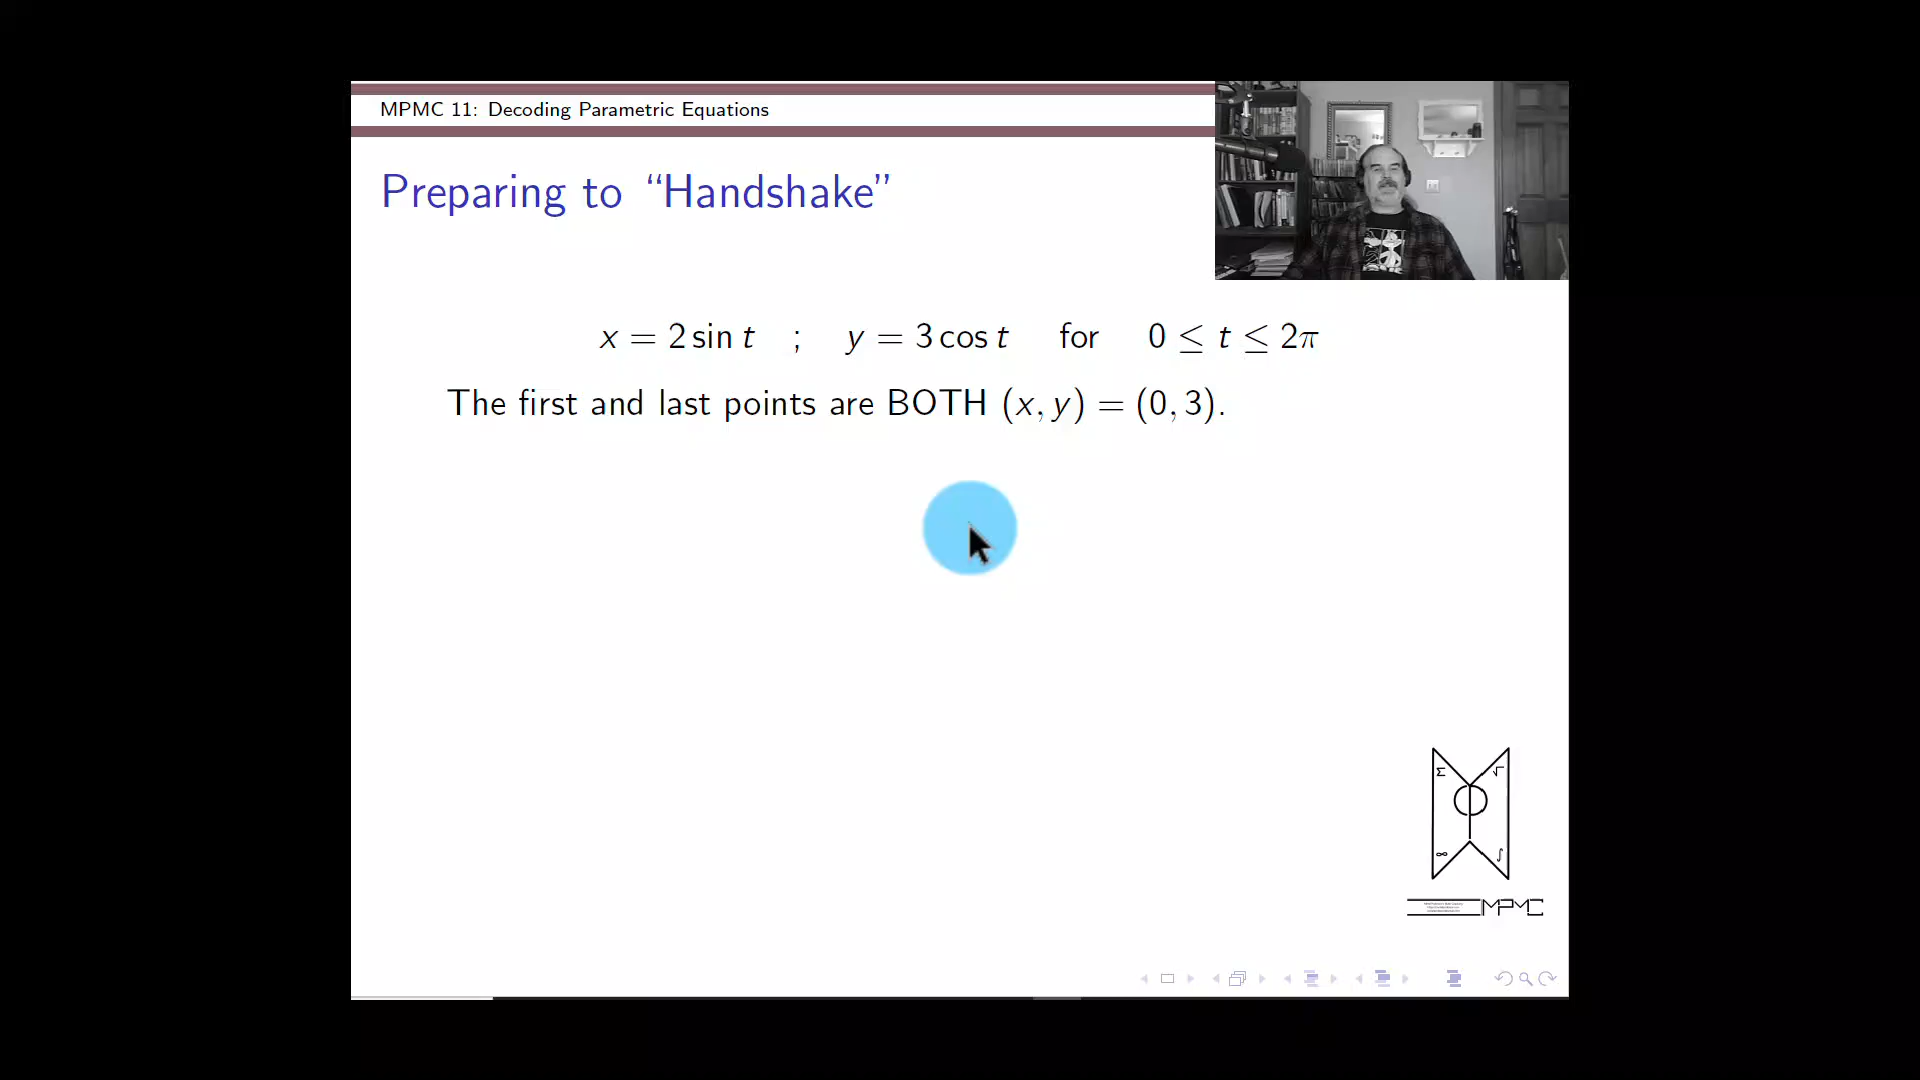 MPMC 11: Decoding Parametric Equations
Preparing to “Handshake”
x = 2 sin t ; y = 3 cos t for 0 ≤ t ≤ 2π
The first and last points are BOTH (x, y) = (0, 3).
Σ √
∞ ∫
MPMC